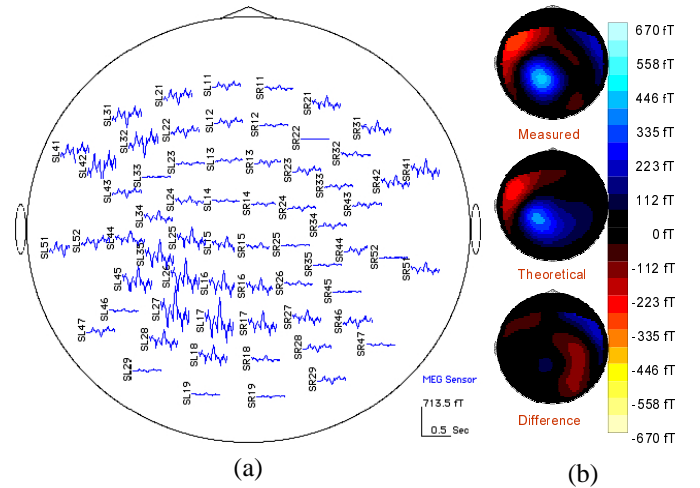 SL11
SR11
SL21
SR21
SL31
SL12
SR12
SR31
SL32
SL22
SR22
SL41
SL42
SL33
SL23
SL13
SR13
SR23
SR32
SR41
SL43
SL24
SL14
SR14
SR24
SR33
SR43
SR42
SL34
SR34
SL51
SL52
SL44
SL35
SL25
SL15
SR15
SR25
SR35
SR44
SR52
SL45
SL26
SL16
SR16
SR26
SR45
SL46
SL27
SL17
SR17
SR27
SR46
SL47
SL28
SL18
SR18
SR28
SR47
SL29
SL19
SR19
SR29
MEG Sensor
713.5 fT
0.5 Sec
(a)
Measured
Theoretical
Difference
670 fT
558 fT
446 fT
335 fT
223 fT
112 fT
0 fT
-112 fT
-223 fT
-335 fT
-446 fT
-558 fT
-670 fT
(b)